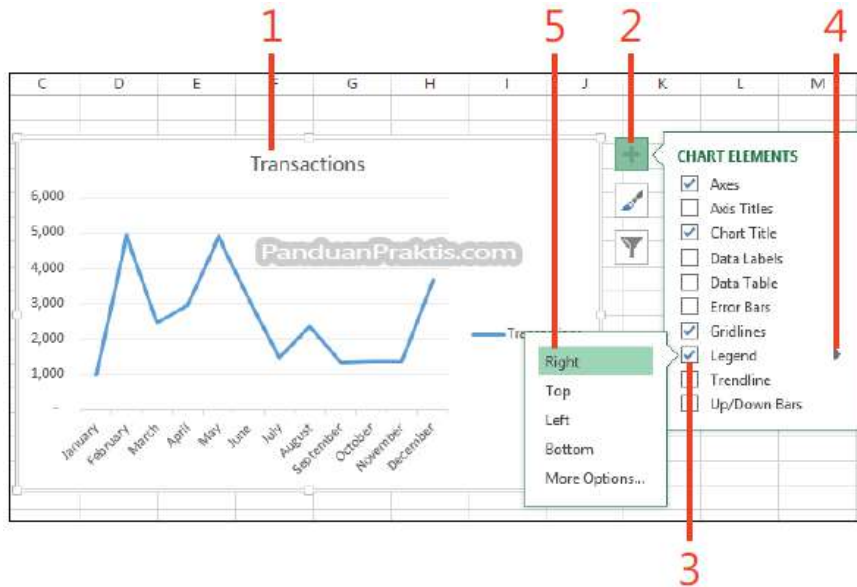 1
5
2
4
C D E F G H I J K L M
Transactions
6,000
5,000
4,000
3,000
2,000
1,000
-
January
February
March
April
May
June
July
August
September
October
November
December
PanduanPraktis.com
CHART ELEMENTS
Axes
Axis Titles
Chart Title
Data Labels
Data Table
Error Bars
Gridlines
Legend
Trendline
Up/Down Bars
Right
Top
Left
Bottom
More Options...
3